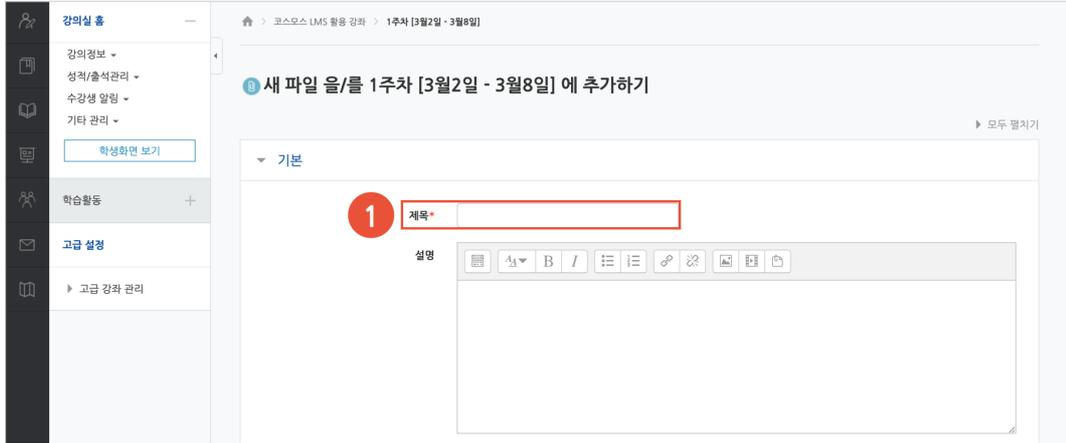 강의실 홈
강의정보
성적/출석관리
수강생 알림
기타 관리
학생화면 보기
학습활동
고급 설정
고급 강좌 관리
코스모스 LMS 활용 강좌 > 1주차 [3월2일 - 3월8일]
새 파일 을/를 1주차 [3월2일 - 3월8일] 에 추가하기
모두 펼치기
기본
1 제목*
설명
B I